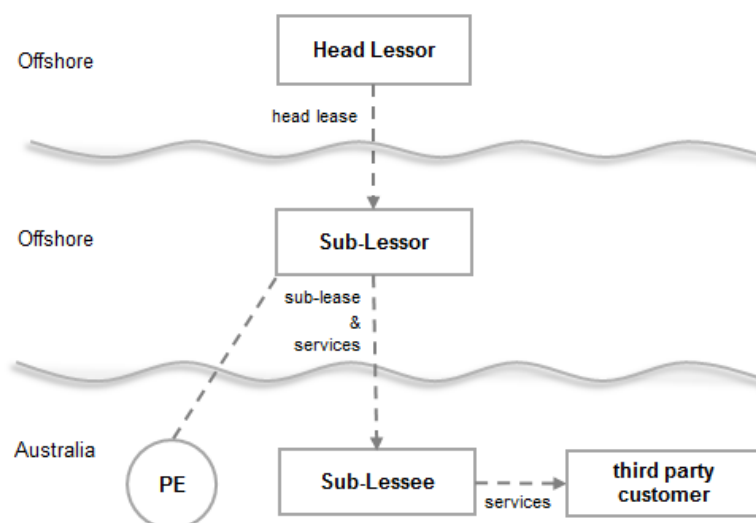 Offshore
Head Lessor
head lease
Offshore
Sub-Lessor
sub-lease
&
services
Australia
PE
Sub-Lessee
services
third party
customer